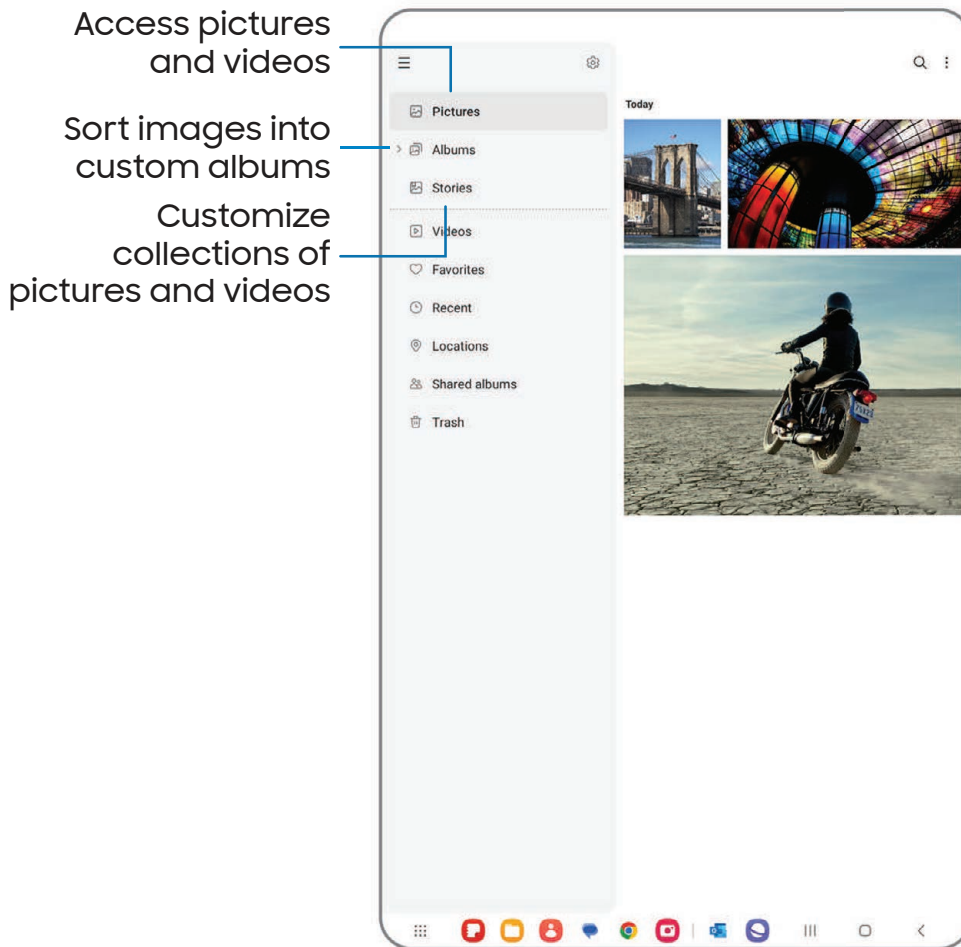 Access pictures
and videos
Sort images into
custom albums
Customize
collections of
pictures and videos
Pictures
Albums
Stories
Videos
Favorites
Recent
Locations
Shared albums
Trash
Today